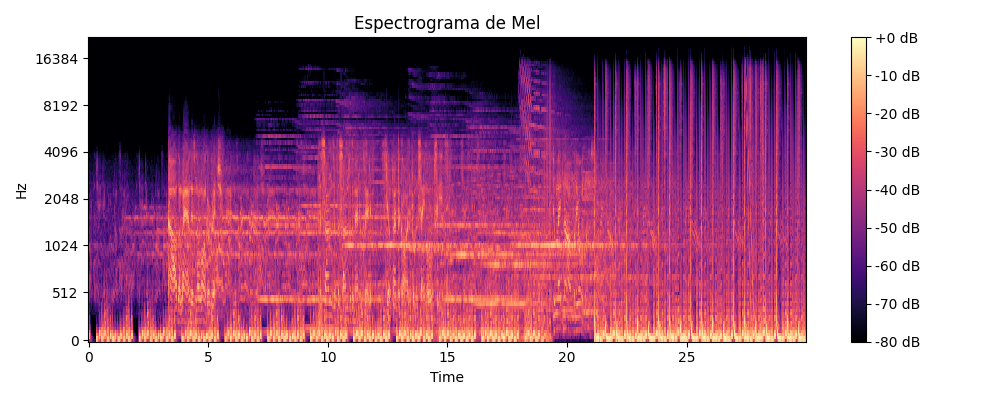 Espectrograma de Mel
Hz
16384
8192
4096
2048
1024
512
0
0 5 10 15 20 25
Time
+0 dB
-10 dB
-20 dB
-30 dB
-40 dB
-50 dB
-60 dB
-70 dB
-80 dB